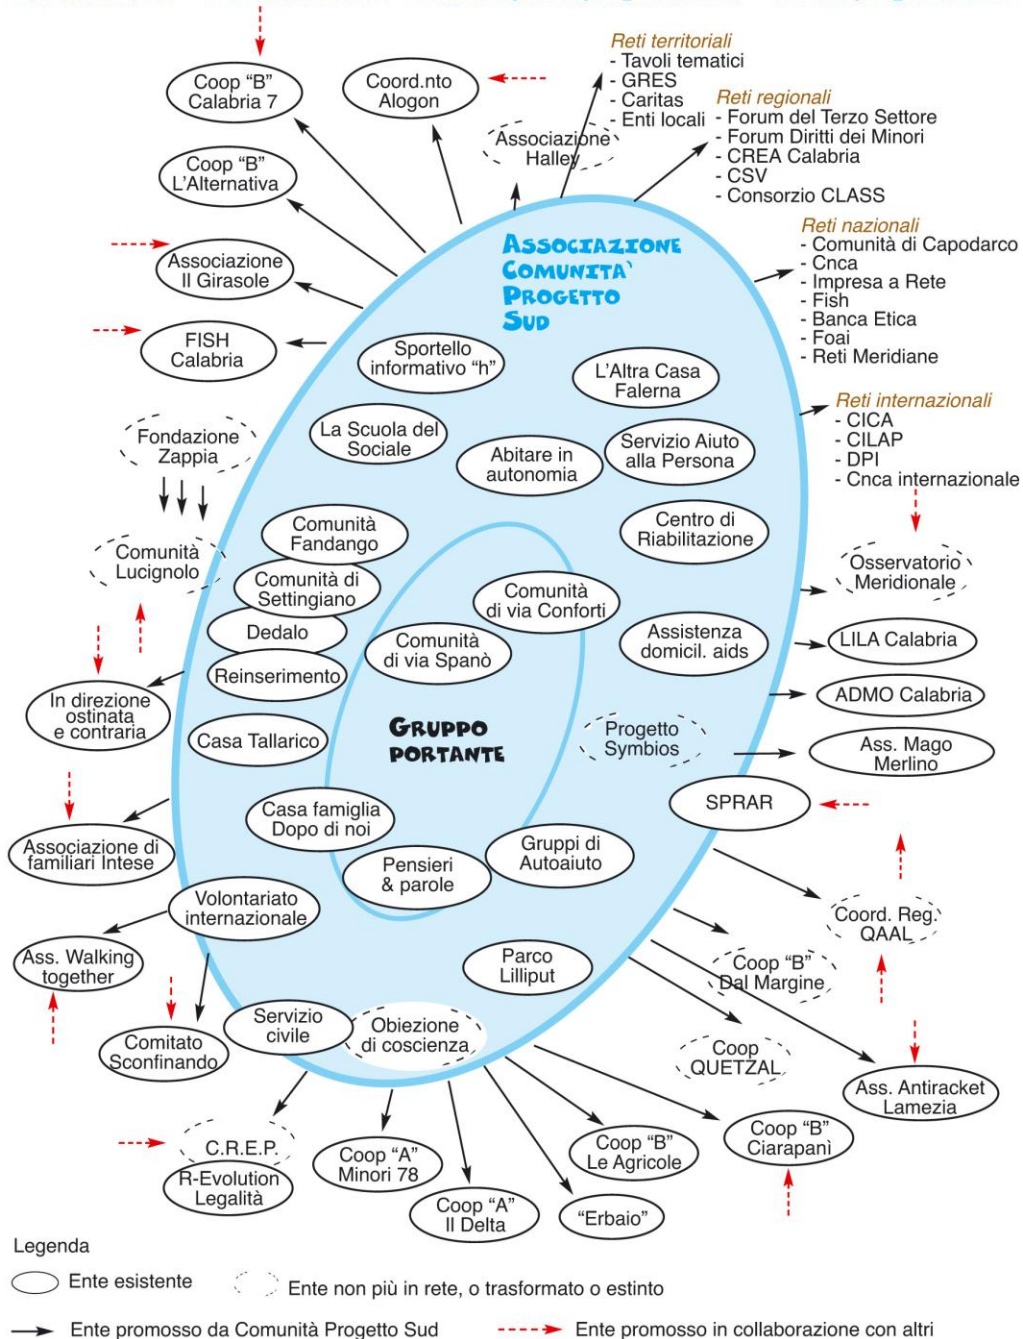 Coop “B”
Calabria 7
Coord.nto
Alogon
Associazione
Halley
Reti territoriali
- Tavoli tematici
- GRES
- Caritas
- Enti locali
Reti regionali
- Forum del Terzo Settore
- Forum Diritti dei Minori
- CREA Calabria
- CSV
- Consorzio CLASS
Coop “B”
L’Alternativa
Associazione
Il Girasole
FISH
Calabria
ASSOCIAZIONE
COMUNITA’
PROGETTO
SUD
Reti nazionali
- Comunità di Capodarco
- Cnca
- Impresa a Rete
- Fish
- Banca Etica
- Foai
- Reti Meridiane
Sportello
informativo “h”
L’Altra Casa
Falerna
Reti internazionali
- CICA
- CILAP
- DPI
- Cnca internazionale
Fondazione
Zappia
La Scuola del
Sociale
Abitare in
autonomia
Servizio Aiuto
alla Persona
Comunità
Fandango
Centro di
Riabilitazione
Comunità
Lucignolo
Comunità di
Settingiano
Comunità
di via Conforti
Osservatorio
Meridionale
Dedalo
Comunità
di via Spanò
Assistenza
domicil. aids
LILA Calabria
Reinserimento
In direzione
ostinata
e contraria
ADMO Calabria
Casa Tallarico
GRUPPO
PORTANTE
Progetto
Symbios
Ass. Mago
Merlino
SPRAR
Casa famiglia
Dopo di noi
Associazione di
familiari Intese
Pensieri
& parole
Gruppi di
Autoaiuto
Volontariato
internazionale
Coord. Reg.
QAAL
Ass. Walking
together
Parco
Lilliput
Coop “B”
Dal Margine
Comitato
Sconfinando
Servizio
civile
Obiezione
di coscienza
Coop
QUETZAL
Ass. Antiracket
Lamezia
C.R.E.P.
R-Evolution
Legalità
Coop “A”
Minori 78
Coop “A”
Il Delta
“Erbaio”
Coop “B”
Le Agricole
Coop “B”
Ciarapanì
Legenda
Ente esistente
Ente non più in rete, o trasformato o estinto
Ente promosso da Comunità Progetto Sud
Ente promosso in collaborazione con altri